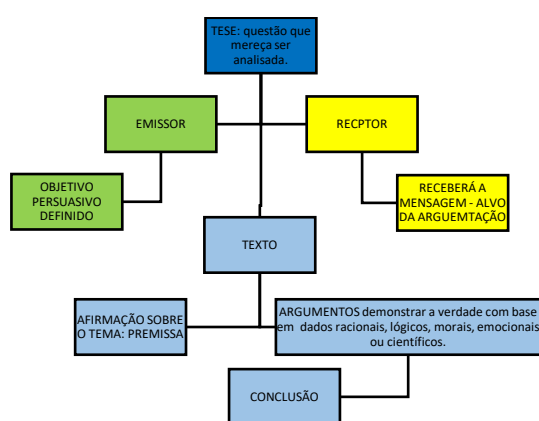 TESE: questão que
mereça ser
analisada.
EMISSOR
RECPTOR
OBJETIVO
PERSUASIVO
DEFINIDO
RECEBERÁ A
MENSAGEM - ALVO
DA ARGUEMTAÇÃO
TEXTO
AFIRMAÇÃO SOBRE
O TEMA: PREMISSA
ARGUMENTOS demonstrar a verdade com base
em dados racionais, lógicos, morais, emocionais
ou científicos.
CONCLUSÃO